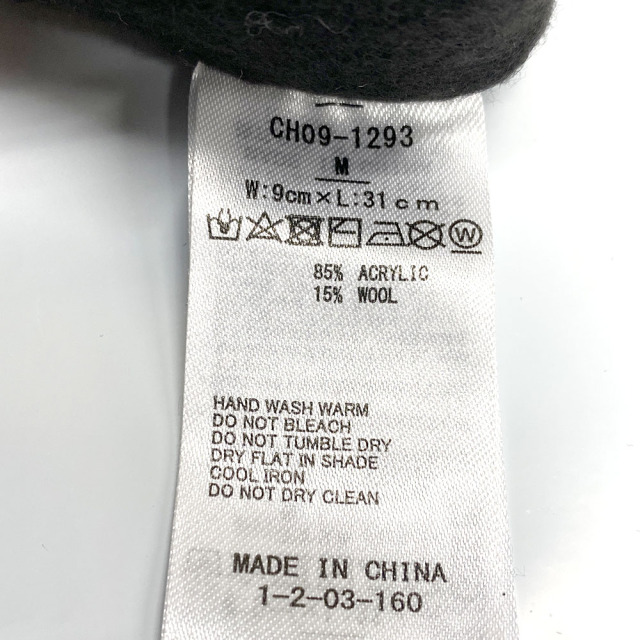 CH09-1293
M
W:9cm×L:31cm
W
85% ACRYLIC
15% WOOL
HAND WASH WARM
DO NOT BLEACH
DO NOT TUMBLE DRY
DRY FLAT IN SHADE
COOL IRON
DO NOT DRY CLEAN
MADE IN CHINA
1-2-03-160